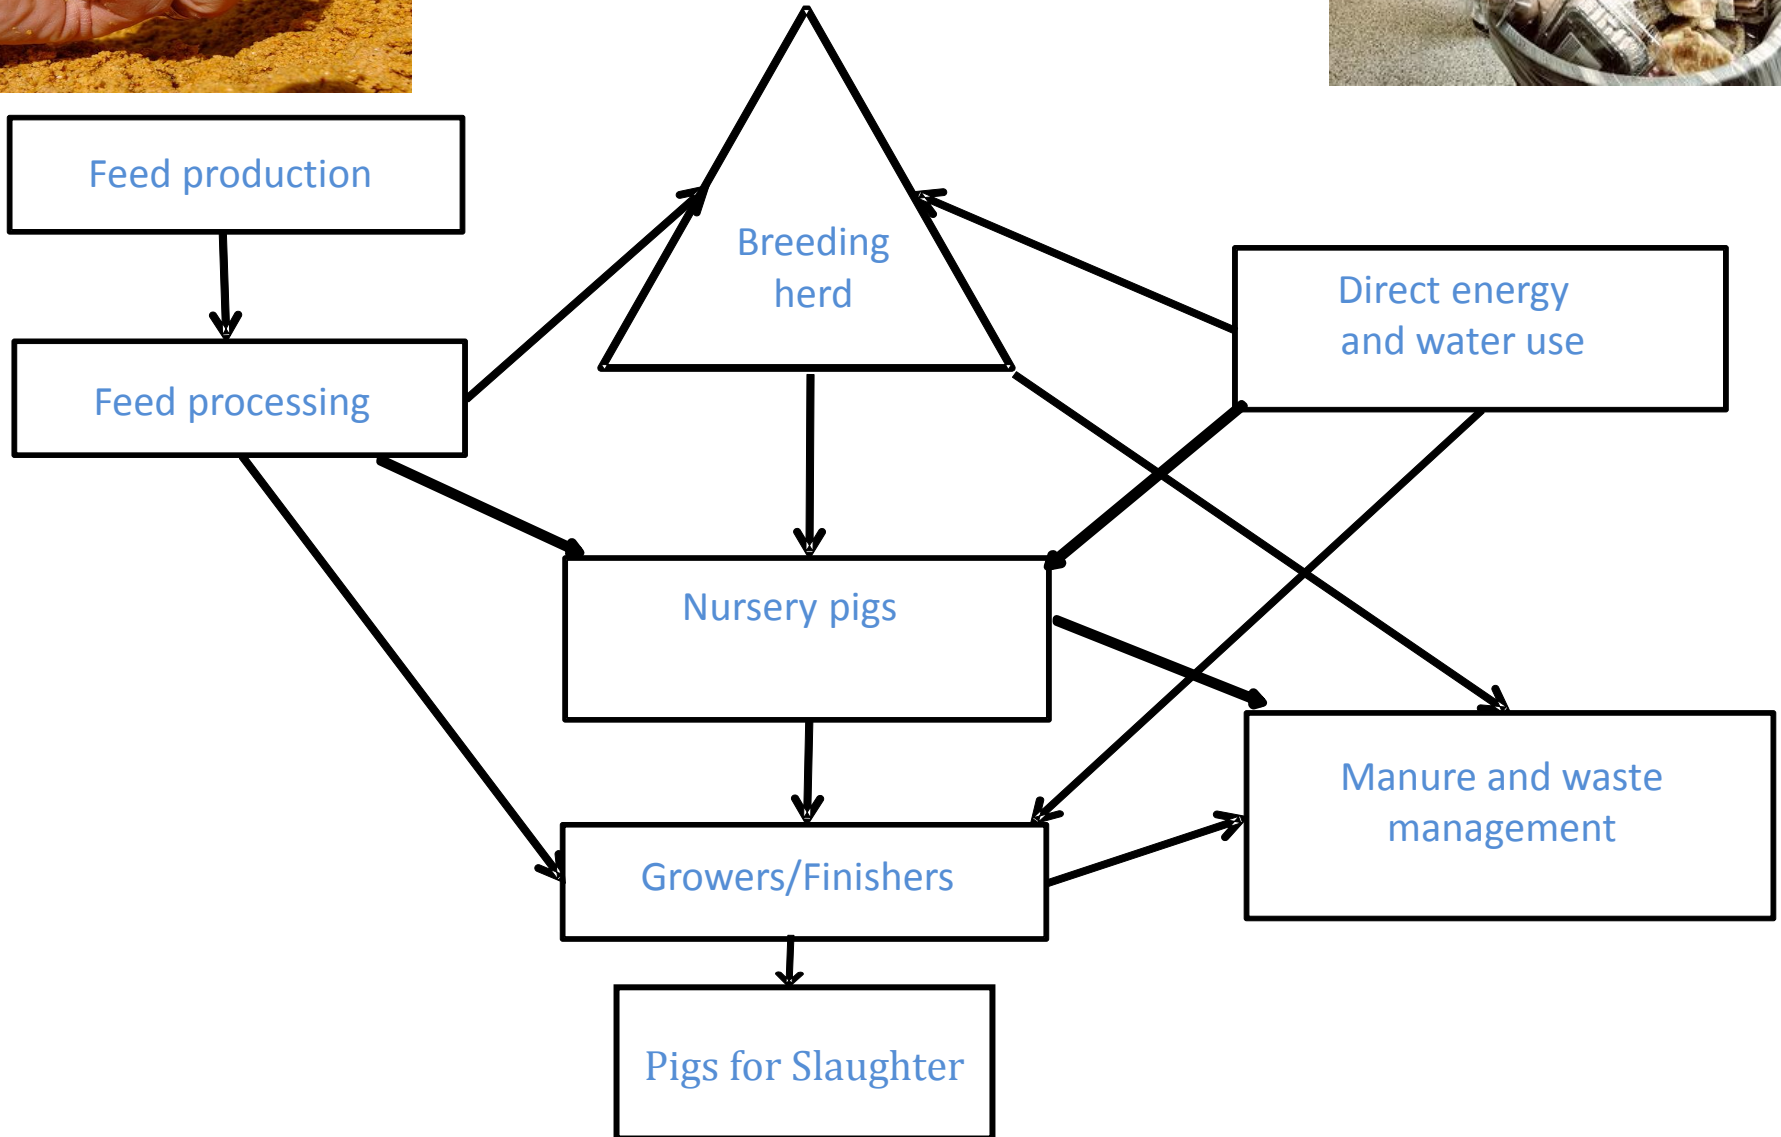 Feed production
Breeding
herd
Direct energy
and water use
Feed processing
Nursery pigs
Manure and waste
management
Growers/Finishers
Pigs for Slaughter